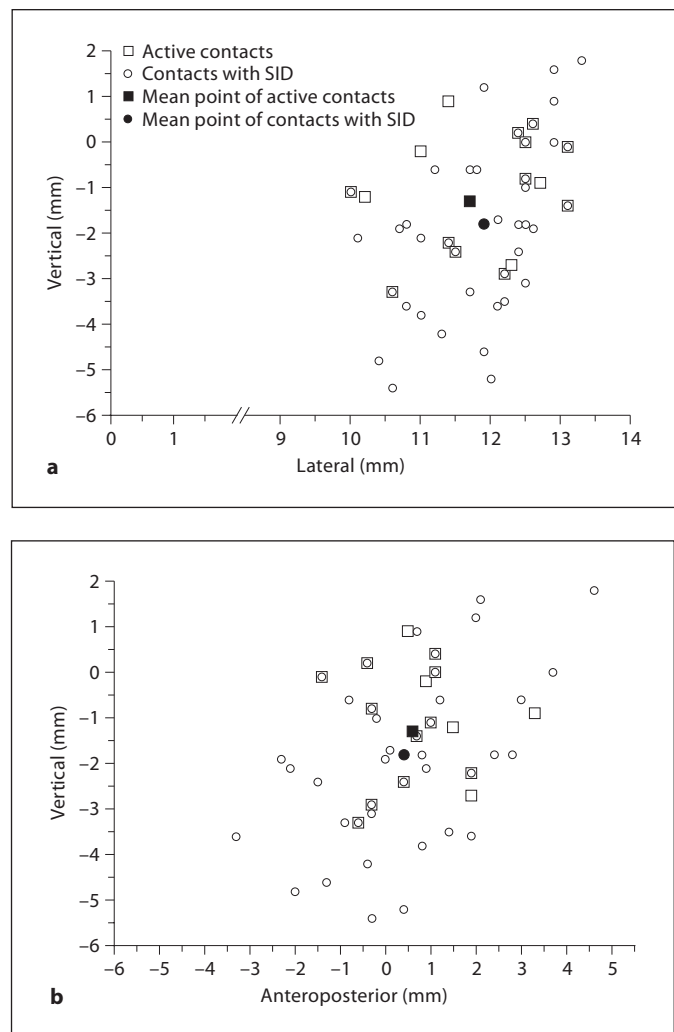 □ Active contacts
○ Contacts with SID
■ Mean point of active contacts
● Mean point of contacts with SID
2
1
0
–1
–2
–3
–4
–5
–6
Vertical (mm)
0 1 9 10 11 12 13 14
Lateral (mm)
a
2
1
0
–1
–2
–3
–4
–5
–6
Vertical (mm)
–6 –5 –4 –3 –2 –1 0 1 2 3 4 5
Anteroposterior (mm)
b